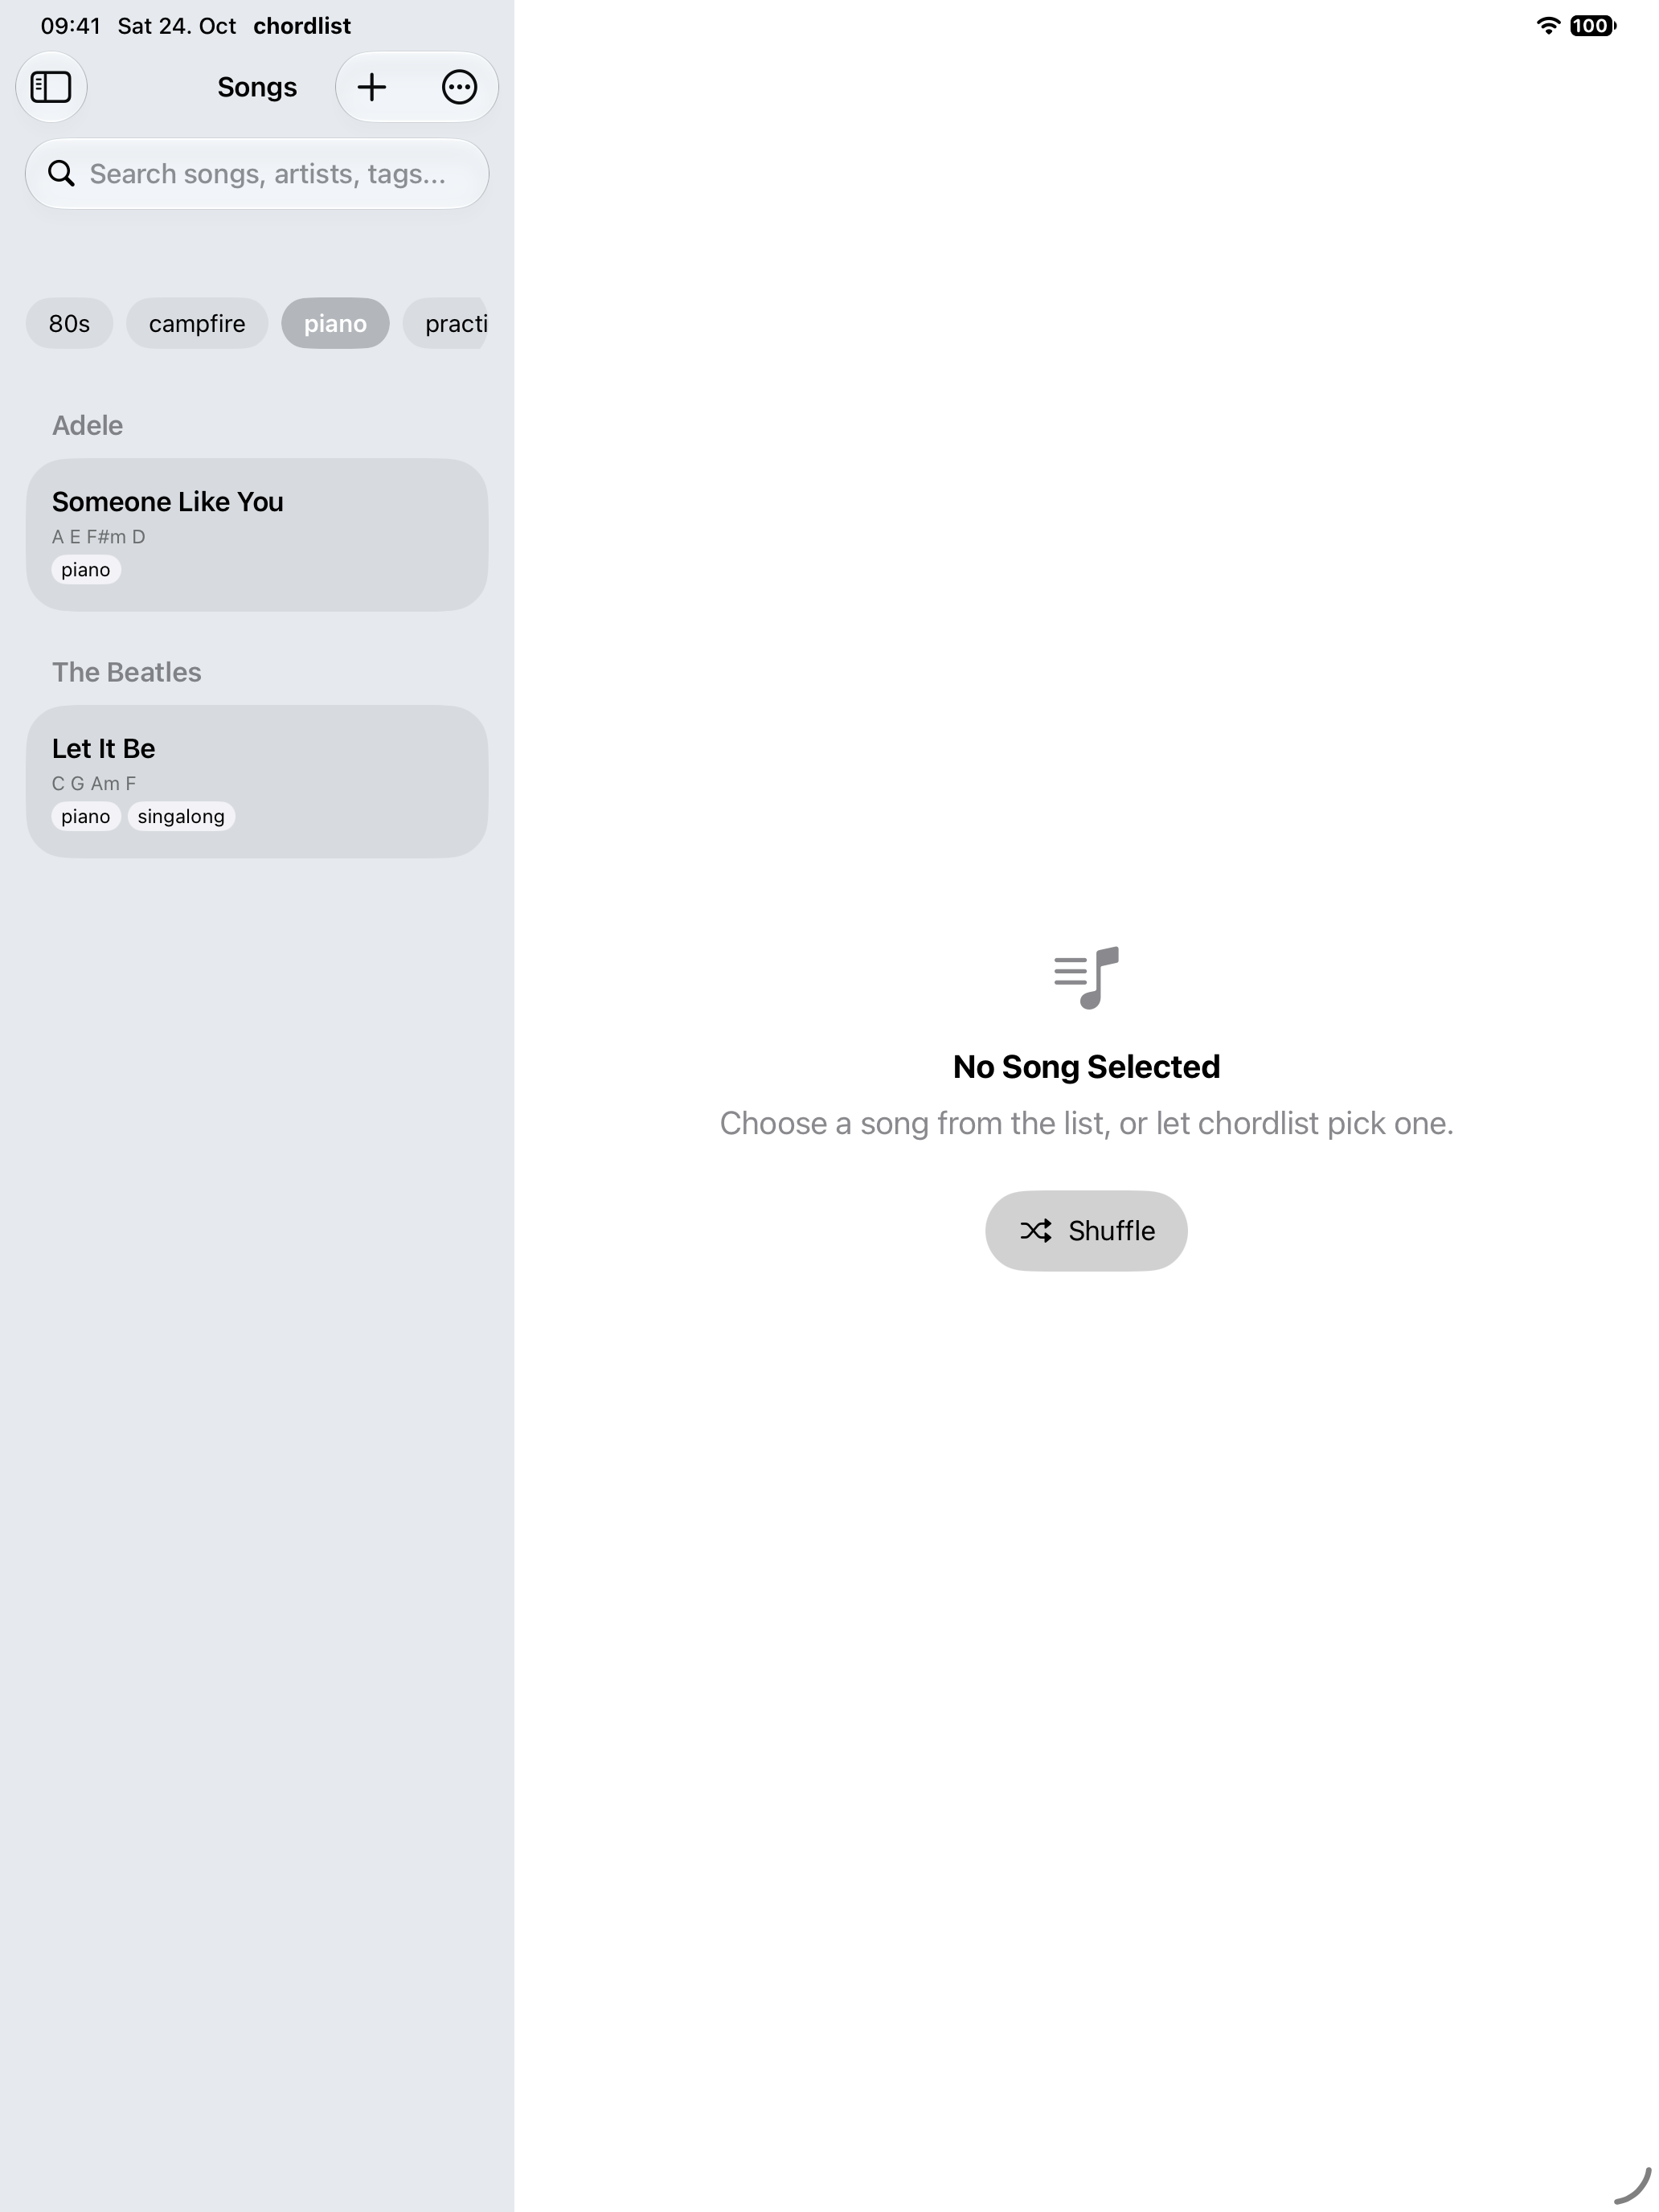 09:41 Sat 24. Oct chordlist
100
Songs
Search songs, artists, tags...
80s campfire piano practi
Adele
Someone Like You
A E F#m D
piano
The Beatles
Let It Be
C G Am F
piano singalong
No Song Selected
Choose a song from the list, or let chordlist pick one.
Shuffle